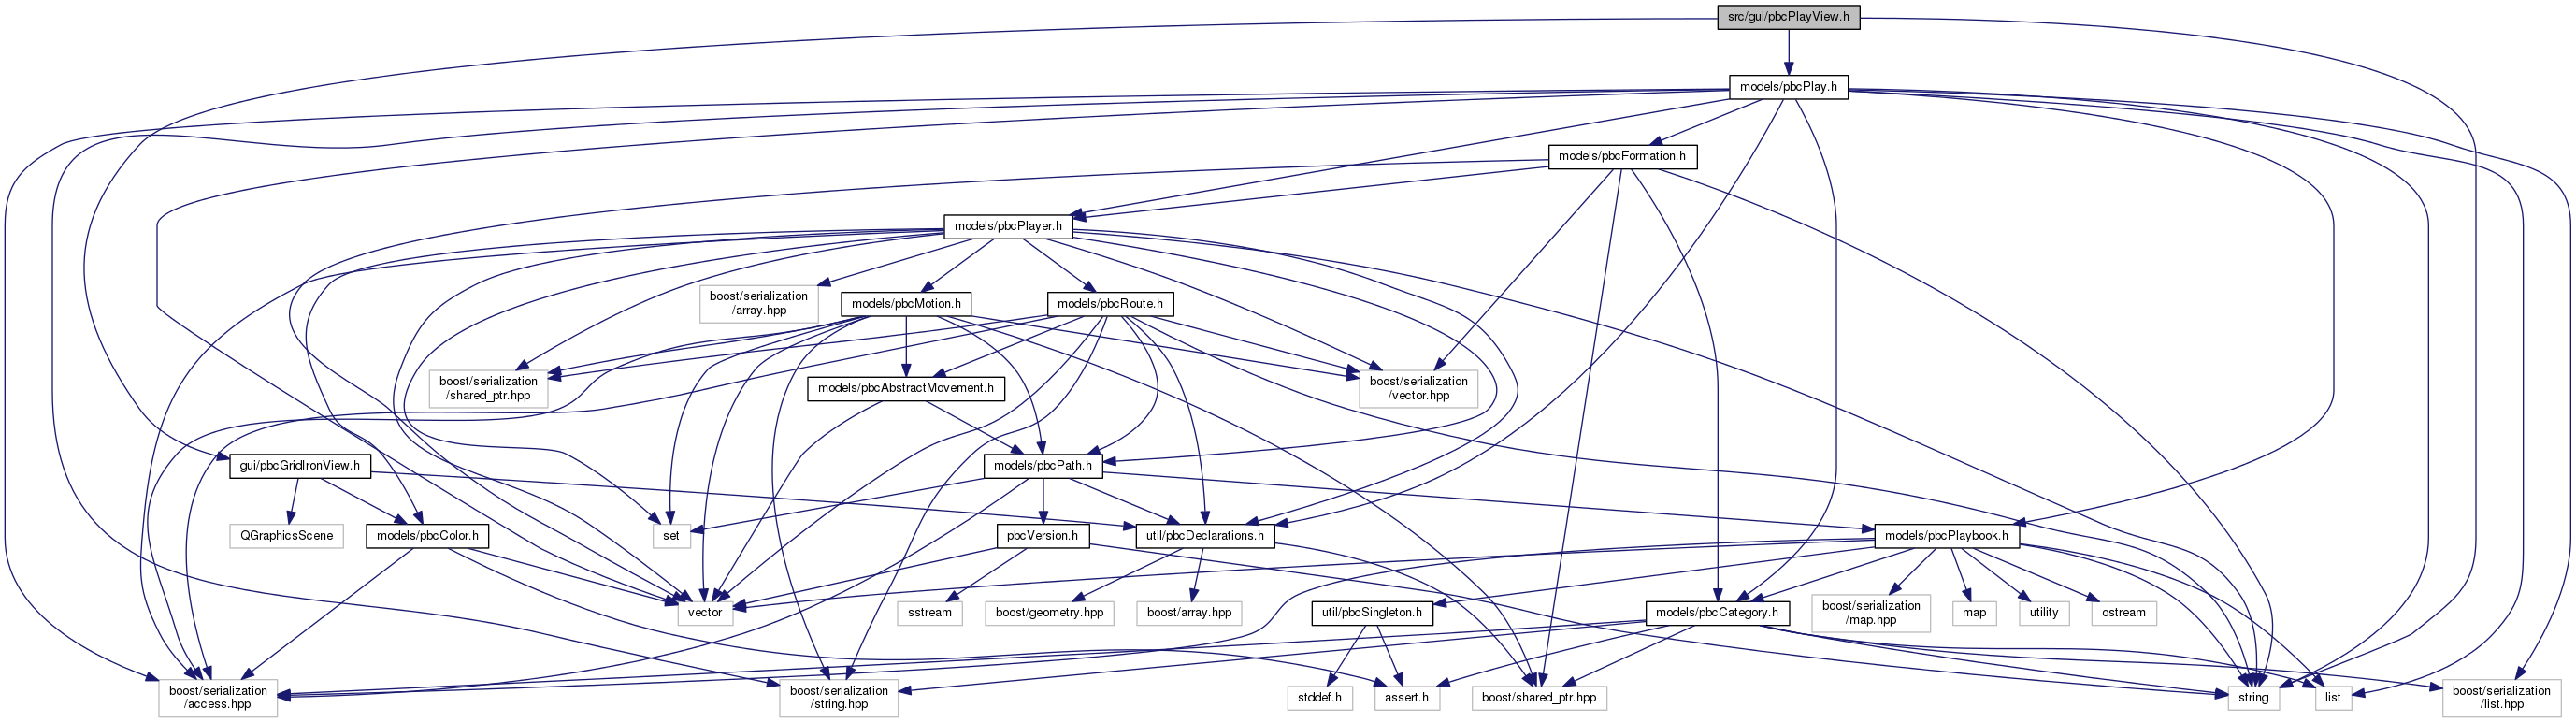 src/gui/pbcPlayView.h
models/pbcPlay.h
models/pbcFormation.h
models/pbcPlayer.h
boost/serialization
/array.hpp
models/pbcMotion.h
models/pbcRoute.h
boost/serialization
/shared_ptr.hpp
models/pbcAbstractMovement.h
boost/serialization
/vector.hpp
gui/pbcGridIronView.h
models/pbcPath.h
QGraphicsScene
models/pbcColor.h
set
pbcVersion.h
util/pbcDeclarations.h
models/pbcPlaybook.h
vector
sstream
boost/geometry.hpp
boost/array.hpp
util/pbcSingleton.h
models/pbcCategory.h
boost/serialization
/map.hpp
map
utility
ostream
boost/serialization
/access.hpp
boost/serialization
/string.hpp
stddef.h
assert.h
boost/shared_ptr.hpp
string
list
boost/serialization
/list.hpp